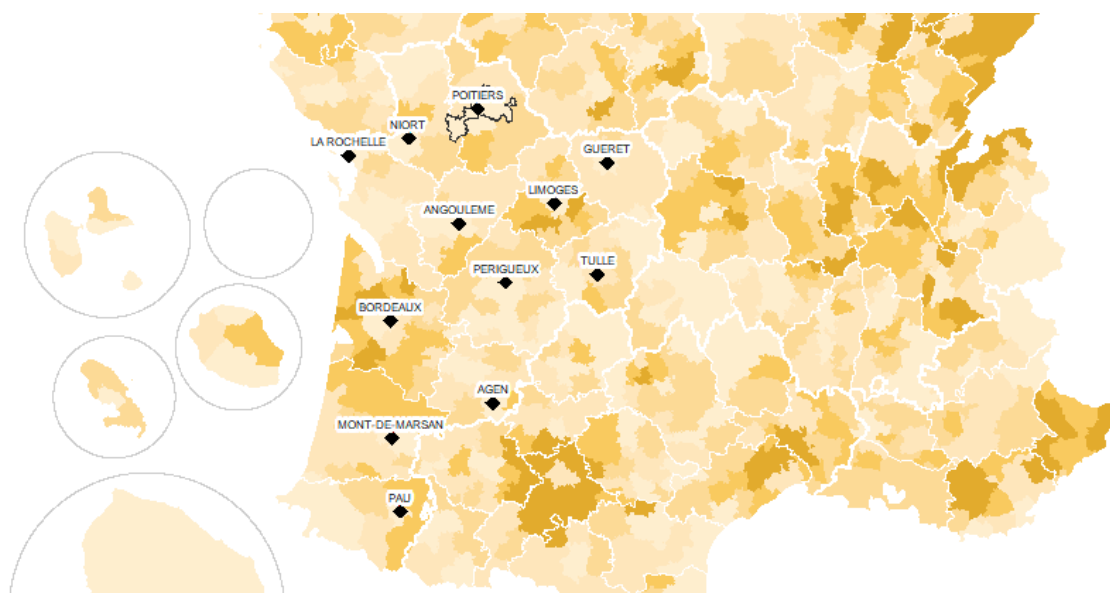 POITIERS
NIORT
LA ROCHELLE
GUERET
LIMOGES
ANGOULEME
TULLE
PERIGUEUX
BORDEAUX
AGEN
MONT-DE-MARSAN
PAU